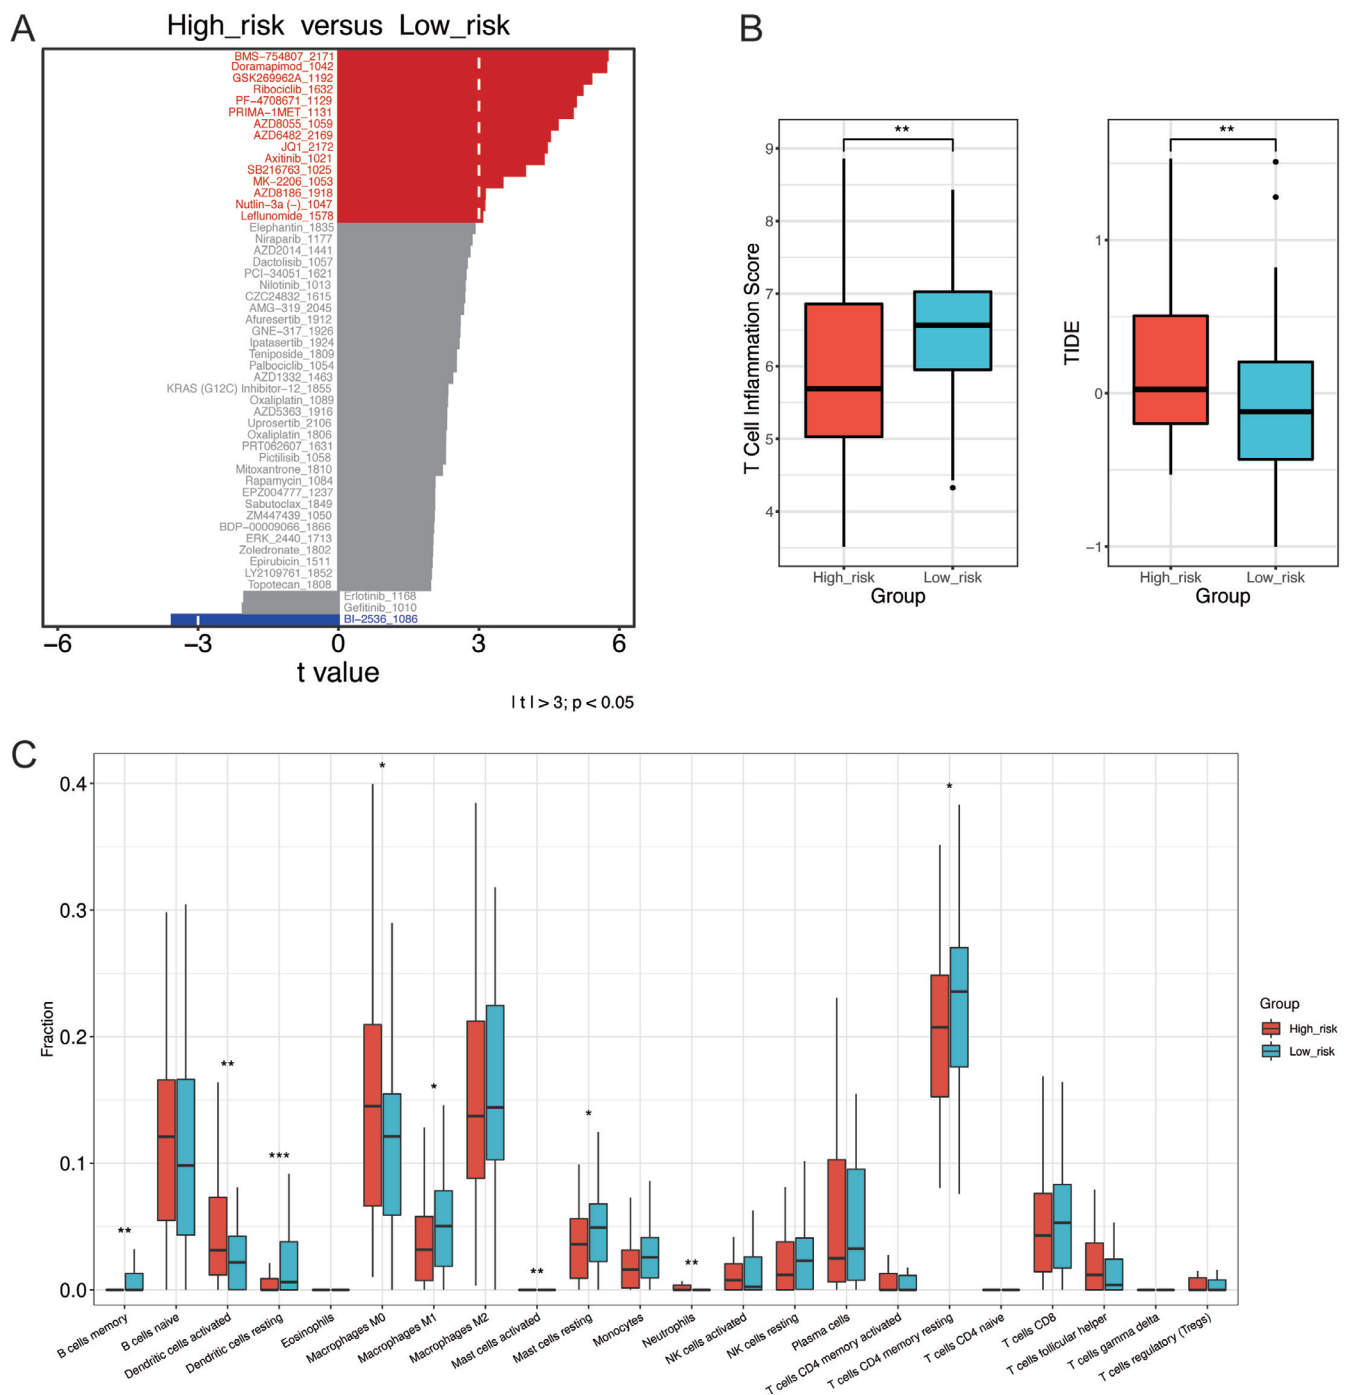 A
High_risk versus Low_risk
BMS-754807_2171
Doramapimod_1042
GSK269962A_1192
Ribociclib_1632
PF-4708671_1129
PRIMA-1MET_1131
AZD8055_1059
AZD6482_2169
JQ1_2172
Axitinib_1021
SB216763_1025
MK-2206_1053
AZD8186_1918
Nutlin-3a (-)_1047
Leflunomide_1578
Elephantin_1835
Niraparib_1177
AZD2014_1441
Dactolisib_1057
PCI-34051_1621
Nilotinib_1013
CZC24832_1615
AMG-319_2045
Afuresertib_1912
GNE-317_1926
Ipatasertib_1924
Teniposide_1809
Palbociclib_1054
AZD1332_1463
KRAS (G12C) Inhibitor-12_1855
Oxaliplatin_1089
AZD5363_1916
Uprosertib_2106
Oxaliplatin_1806
PRT062607_1631
Pictilisib_1058
Mitoxantrone_1810
Rapamycin_1084
EPZ004777_1237
Sabutoclax_1849
ZM447439_1050
BDP-00009066_1866
ERK_2440_1713
Zoledronate_1802
Epirubicin_1511
LY2109761_1852
Topotecan_1808
Erlotinib_1168
Gefitinib_1010
BI-2536_1086
-6 -3 0 3 6
t value
| t | > 3; p < 0.05
B
T Cell Inflammation Score
9
8
7
6
5
4
**
High_risk Low_risk
Group
TIDE
1
0
-1
**
High_risk Low_risk
Group
C
Fraction
0.4
0.3
0.2
0.1
0.0
** ** *** * * ** * ** *
B cells memory
B cells naive
Dendritic cells activated
Dendritic cells resting
Eosinophils
Macrophages M0
Macrophages M1
Macrophages M2
Mast cells activated
Mast cells resting
Monocytes
Neutrophils
NK cells activated
NK cells resting
Plasma cells
T cells CD4 memory activated
T cells CD4 memory resting
T cells CD4 naive
T cells CD8
T cells follicular helper
T cells gamma delta
T cells regulatory (Tregs)
Group
High_risk
Low_risk